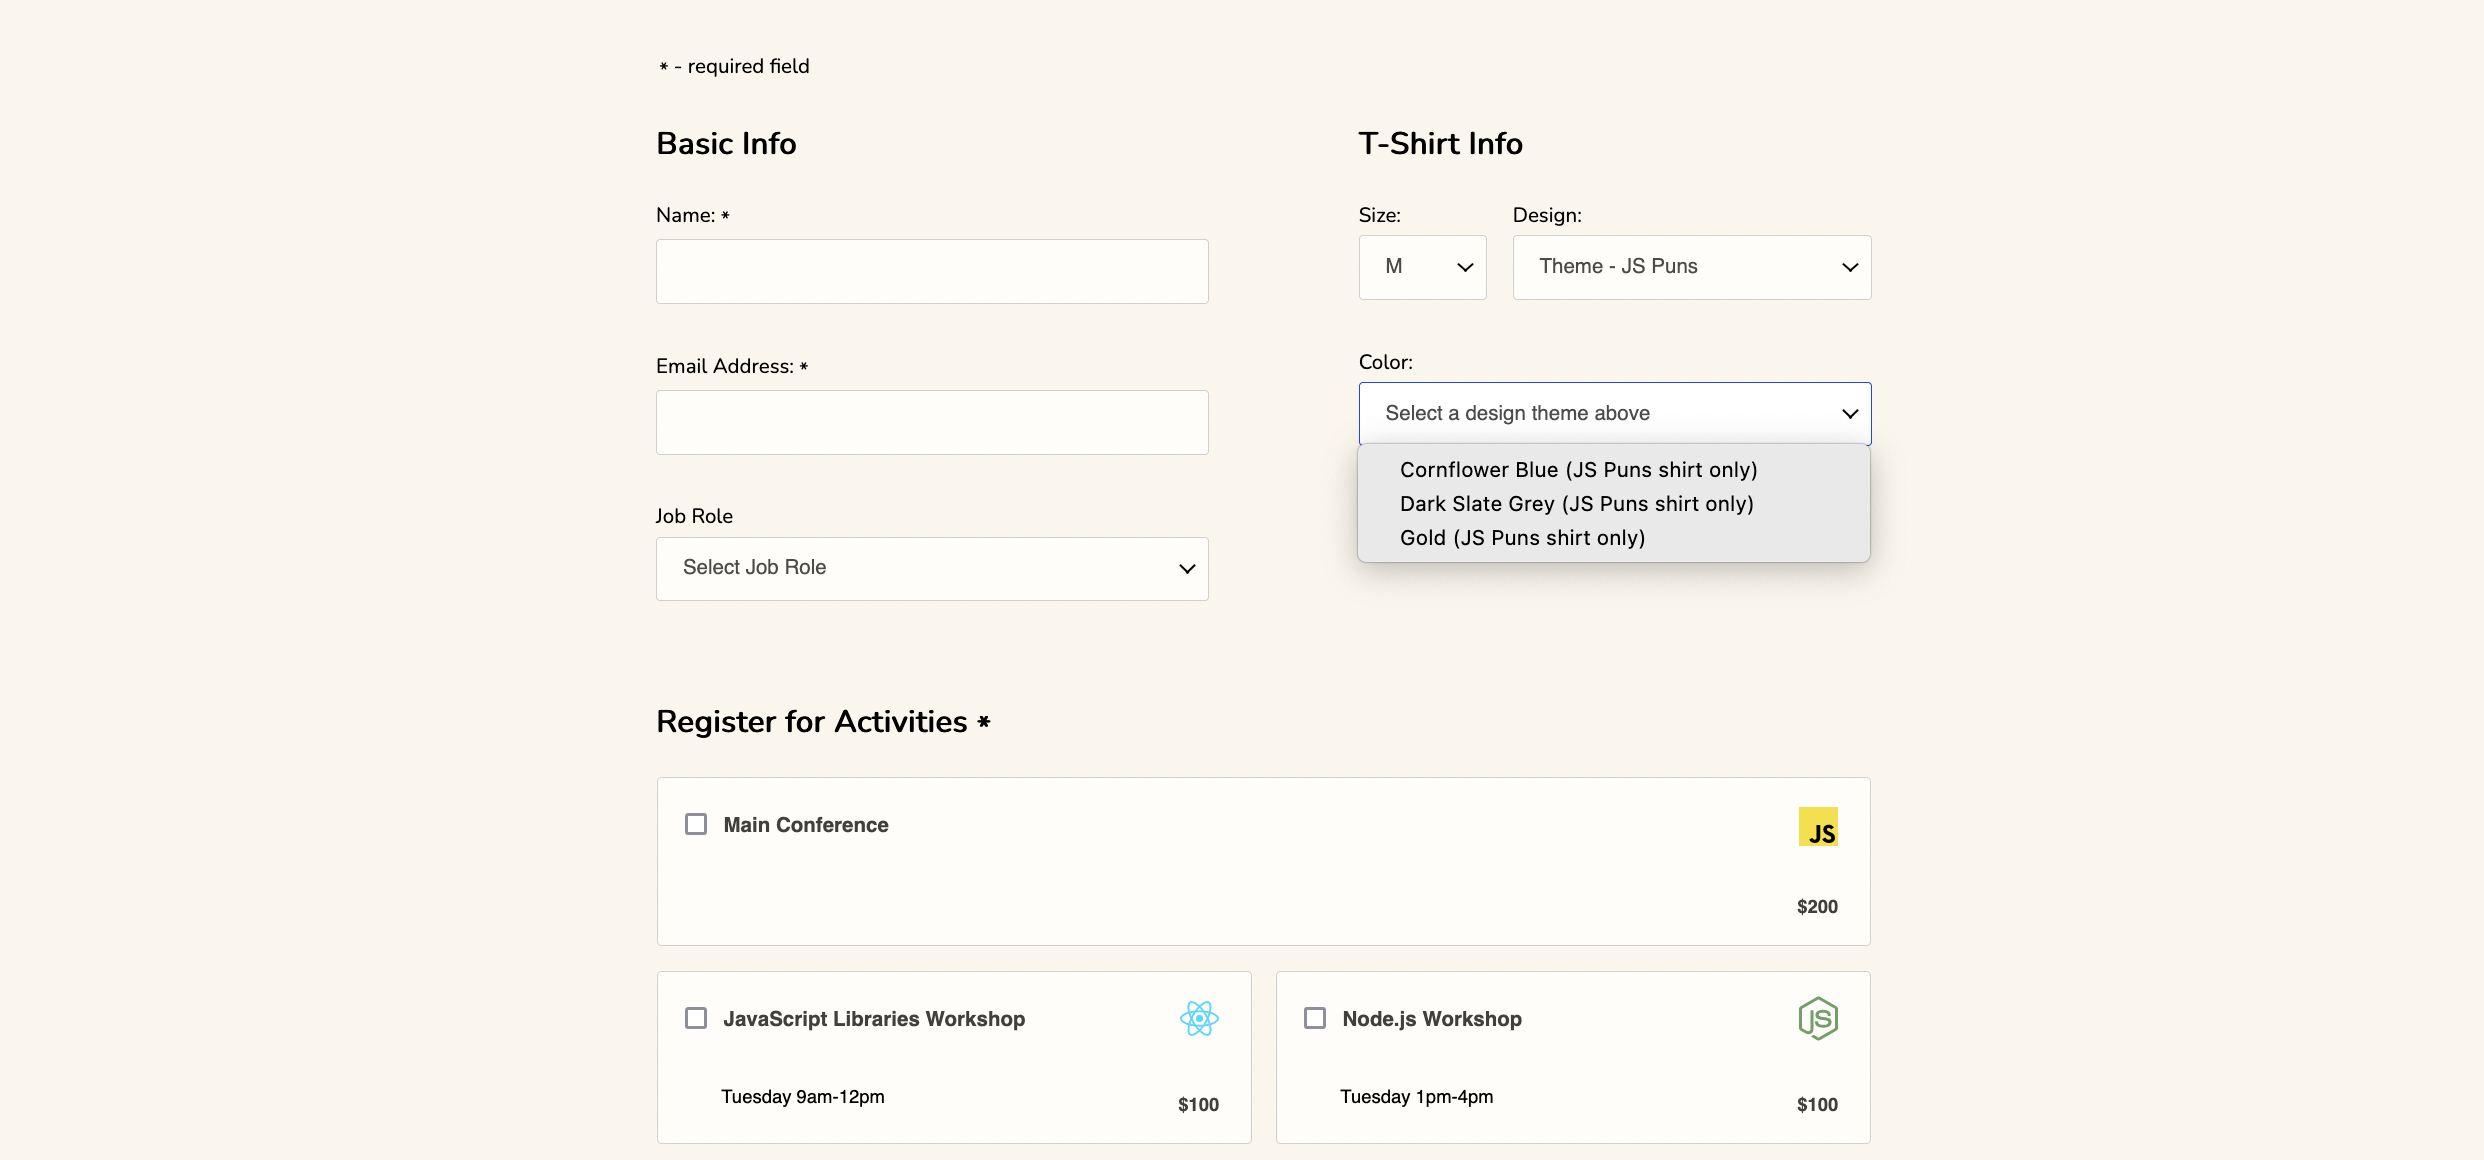 * - required field
Basic Info
Name: *
Email Address: *
Job Role
Select Job Role
T-Shirt Info
Size:
M
Design:
Theme - JS Puns
Color:
Select a design theme above
Cornflower Blue (JS Puns shirt only)
Dark Slate Grey (JS Puns shirt only)
Gold (JS Puns shirt only)
Register for Activities *
Main Conference
JS
$200
JavaScript Libraries Workshop
Tuesday 9am-12pm
$100
Node.js Workshop
JS
Tuesday 1pm-4pm
$100